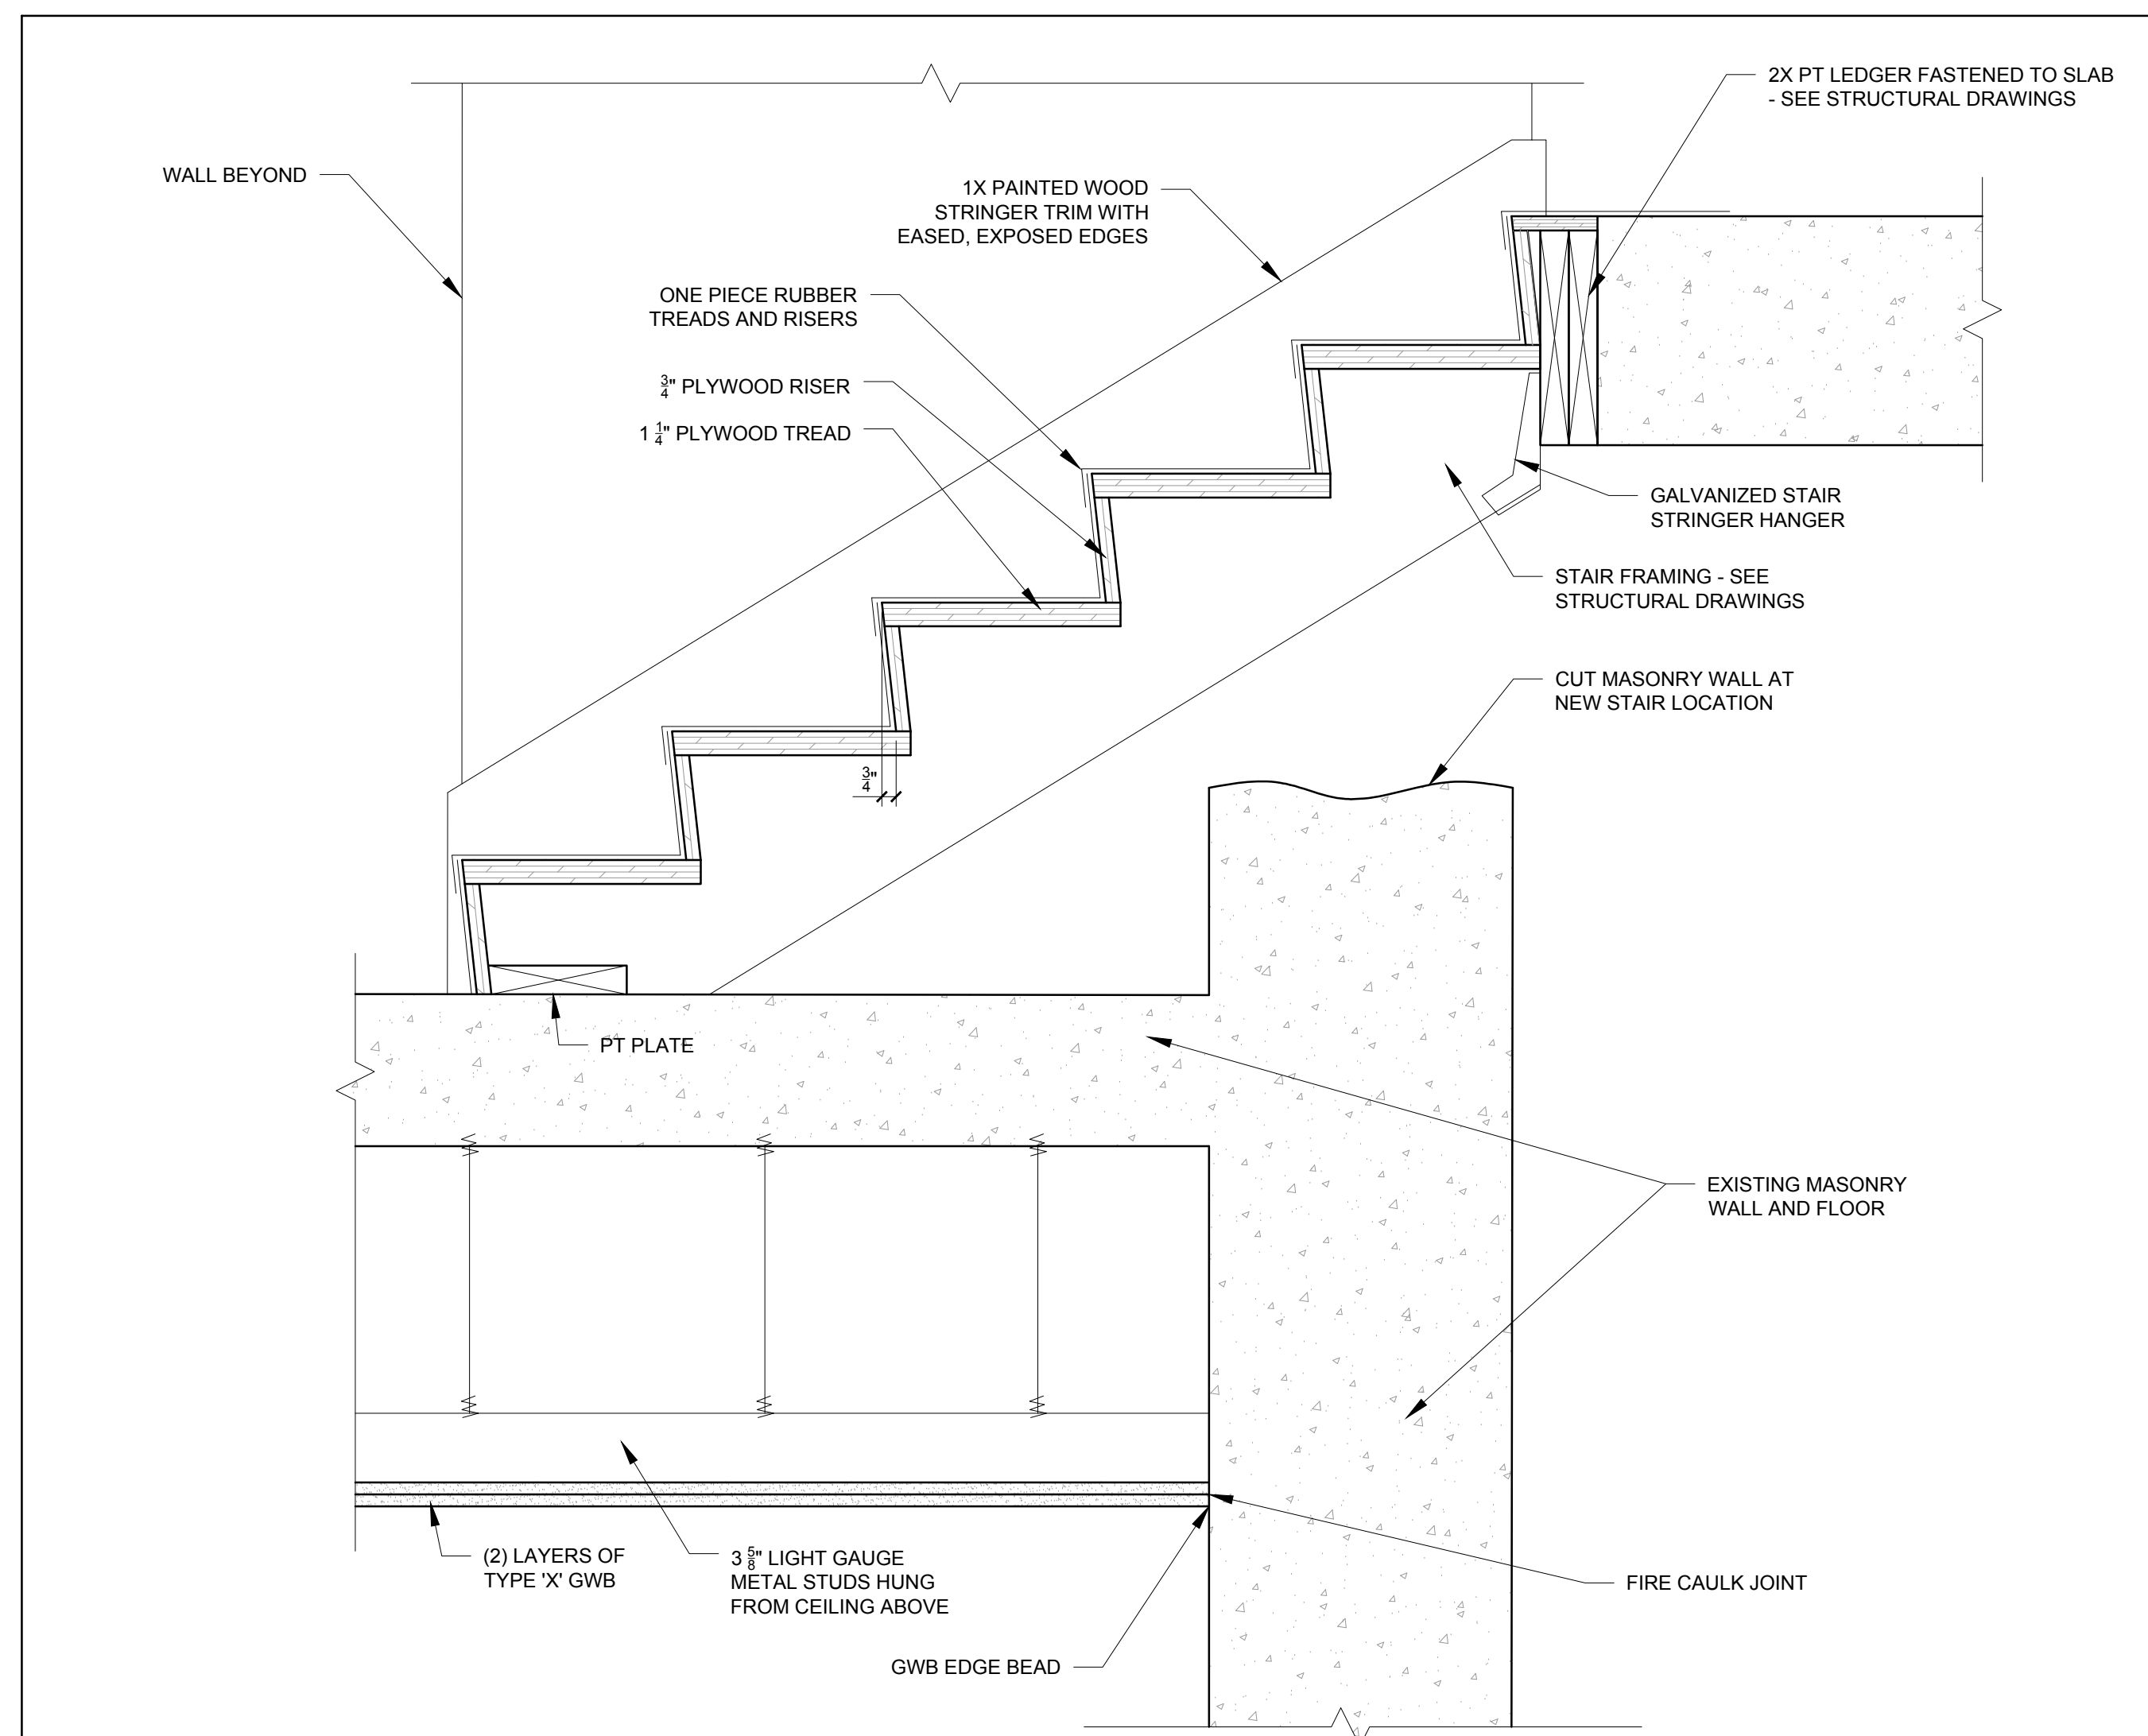 2X PT LEDGER FASTENED TO SLAB
- SEE STRUCTURAL DRAWINGS
WALL BEYOND
1X PAINTED WOOD
STRINGER TRIM WITH
EASED, EXPOSED EDGES
ONE PIECE RUBBER
TREADS AND RISERS
3/4" PLYWOOD RISER
1 1/4" PLYWOOD TREAD
GALVANIZED STAIR
STRINGER HANGER
STAIR FRAMING - SEE
STRUCTURAL DRAWINGS
CUT MASONRY WALL AT
NEW STAIR LOCATION
3/4"
PT PLATE
EXISTING MASONRY
WALL AND FLOOR
(2) LAYERS OF
TYPE 'X' GWB
3 5/8" LIGHT GAUGE
METAL STUDS HUNG
FROM CEILING ABOVE
FIRE CAULK JOINT
GWB EDGE BEAD